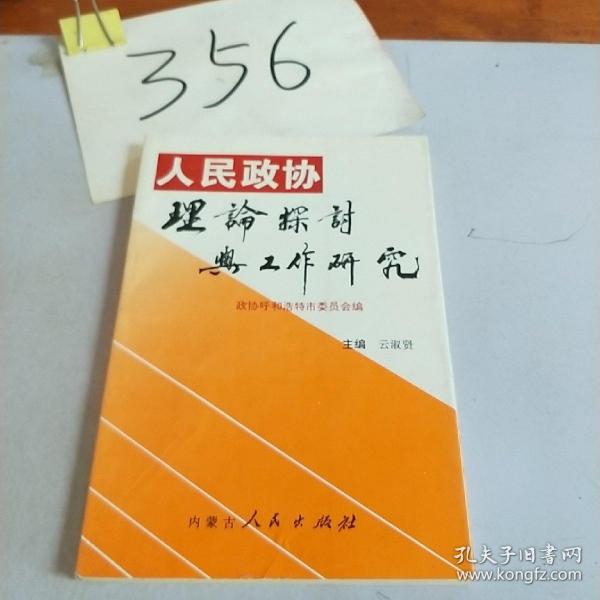 356
人民政协
理論探討
與工作研究
政协呼和浩特市委员会编
主编 云淑贤
内蒙古人民出版社
孔夫子旧书网
www.kongfz.com